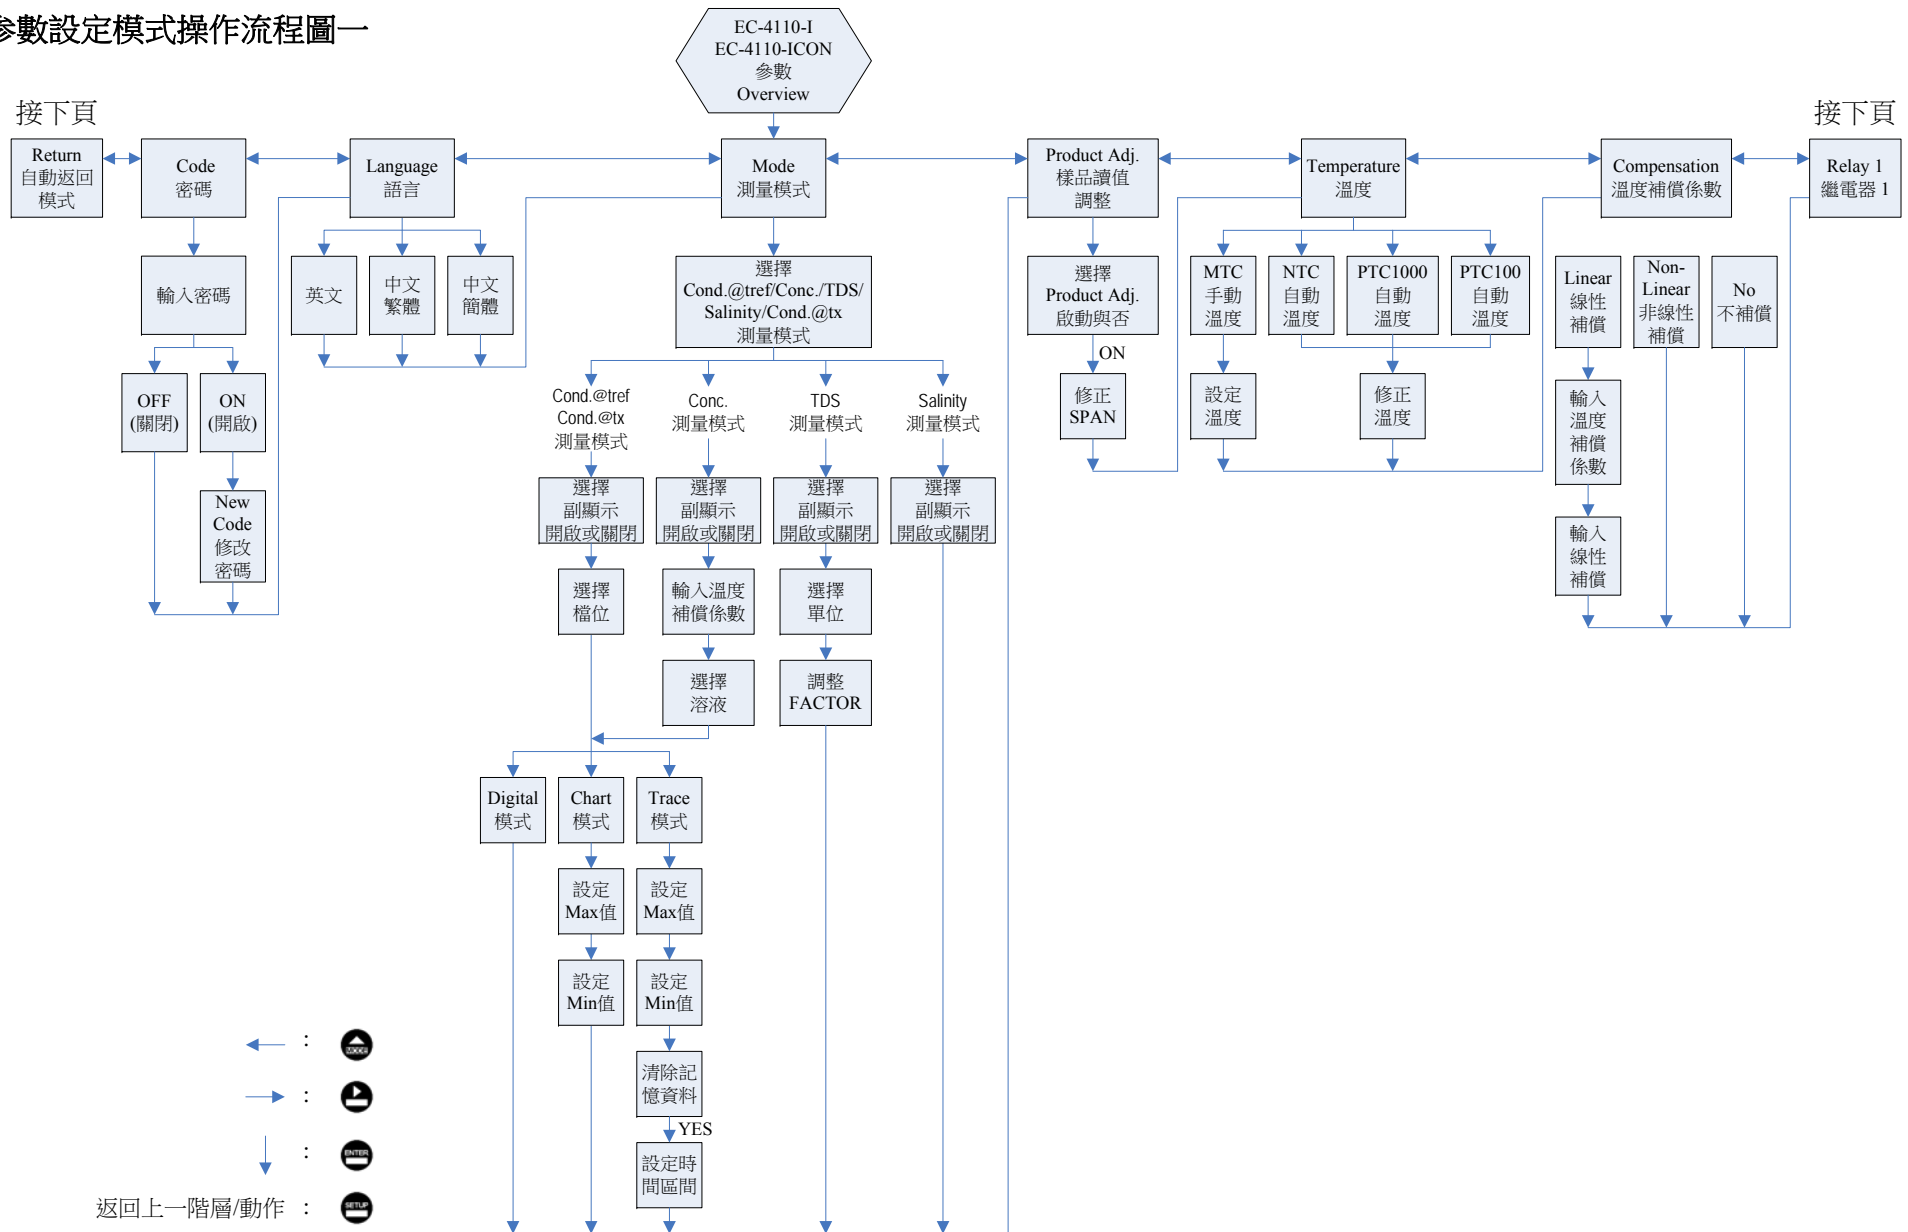 參數設定模式操作流程圖一
EC-4110-I
EC-4110-ICON
參數
Overview
接下頁
接下頁
Return
自動返回
模式
Code
密碼
Language
語言
Mode
測量模式
Product Adj.
樣品讀值
調整
Temperature
溫度
Compensation
溫度補償係數
Relay 1
繼電器 1
輸入密碼
英文
中文
繁體
中文
簡體
選擇
Cond.@tref/Conc./TDS/
Salinity/Cond.@tx
測量模式
選擇
Product Adj.
啟動與否
MTC
手動
溫度
NTC
自動
溫度
PTC1000
自動
溫度
PTC100
自動
溫度
Linear
線性
補償
Non-
Linear
非線性
補償
No
不補償
ON
OFF
(關閉)
ON
(開啟)
Cond.@tref
Cond.@tx
測量模式
Conc.
測量模式
TDS
測量模式
Salinity
測量模式
修正
SPAN
設定
溫度
修正
溫度
輸入
溫度
補償
係數
New
Code
修改
密碼
選擇
副顯示
開啟或關閉
選擇
副顯示
開啟或關閉
選擇
副顯示
開啟或關閉
選擇
副顯示
開啟或關閉
輸入
線性
補償
選擇
檔位
輸入溫度
補償係數
選擇
單位
選擇
溶液
調整
FACTOR
Digital
模式
Chart
模式
Trace
模式
設定
Max值
設定
Max值
設定
Min值
設定
Min值
: MODE
清除記
憶資料
:
YES
: ENTER
設定時
間區間
返回上一階層/動作 : SETUP